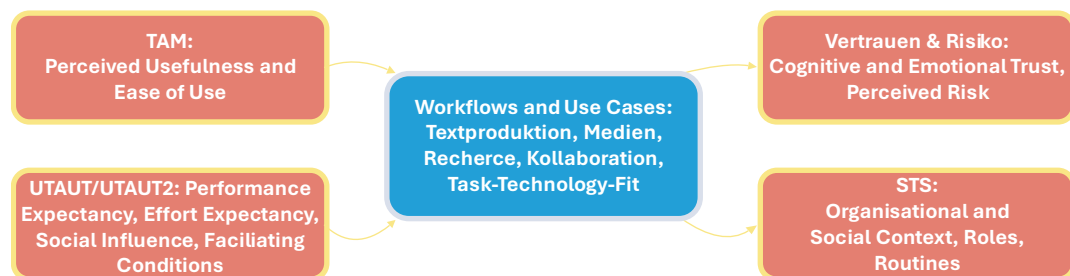 TAM:
Perceived Usefulness and
Ease of Use
UTAUT/UTAUT2: Performance
Expectancy, Effort Expectancy,
Social Influence, Faciliating
Conditions
Workflows and Use Cases:
Textproduktion, Medien,
Recherce, Kollaboration,
Task-Technology-Fit
Vertrauen & Risiko:
Cognitive and Emotional Trust,
Perceived Risk
STS:
Organisational and
Social Context, Roles,
Routines